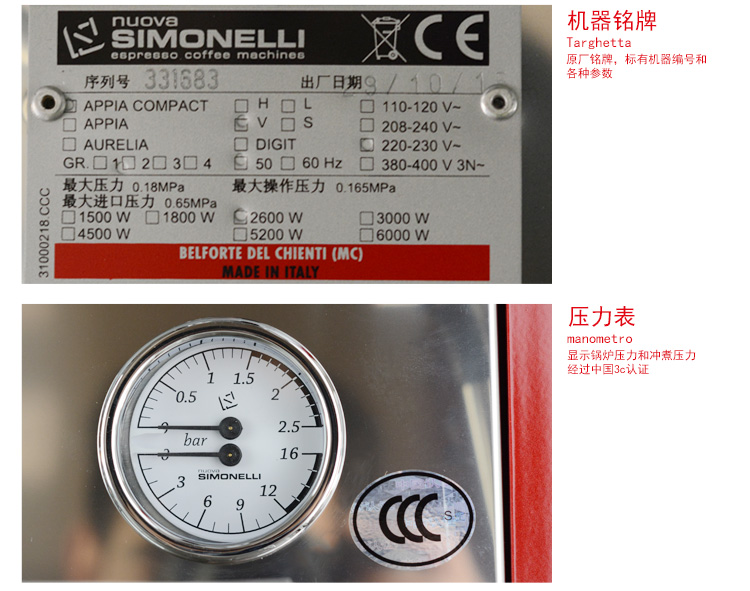 nuova
SIMONELLI
espresso coffee machines
CE
机器铭牌
Targhetta
原厂铭牌，标有机器编号和
各种参数
序列号 331683 出厂日期 29/10/1
APPIA COMPACT H L 110-120 V~
APPIA V S 208-240 V~
AURELIA DIGIT 220-230 V~
GR. 1 2 3 4 50 60 Hz 380-400 V 3N~
最大压力 0.18MPa 最大操作压力 0.165MPa
最大进口压力 0.65MPa
1500 W 1800 W 2600 W 3000 W
4500 W 5200 W 6000 W
31000218.CCC
BELFORTE DEL CHIENTI (MC)
MADE IN ITALY
压力表
manometro
显示锅炉压力和冲煮压力
经过中国3c认证
0 0.5 1 1.5 2 2.5
bar
0 3 6 9 12 16
nuova
SIMONELLI
CCC S